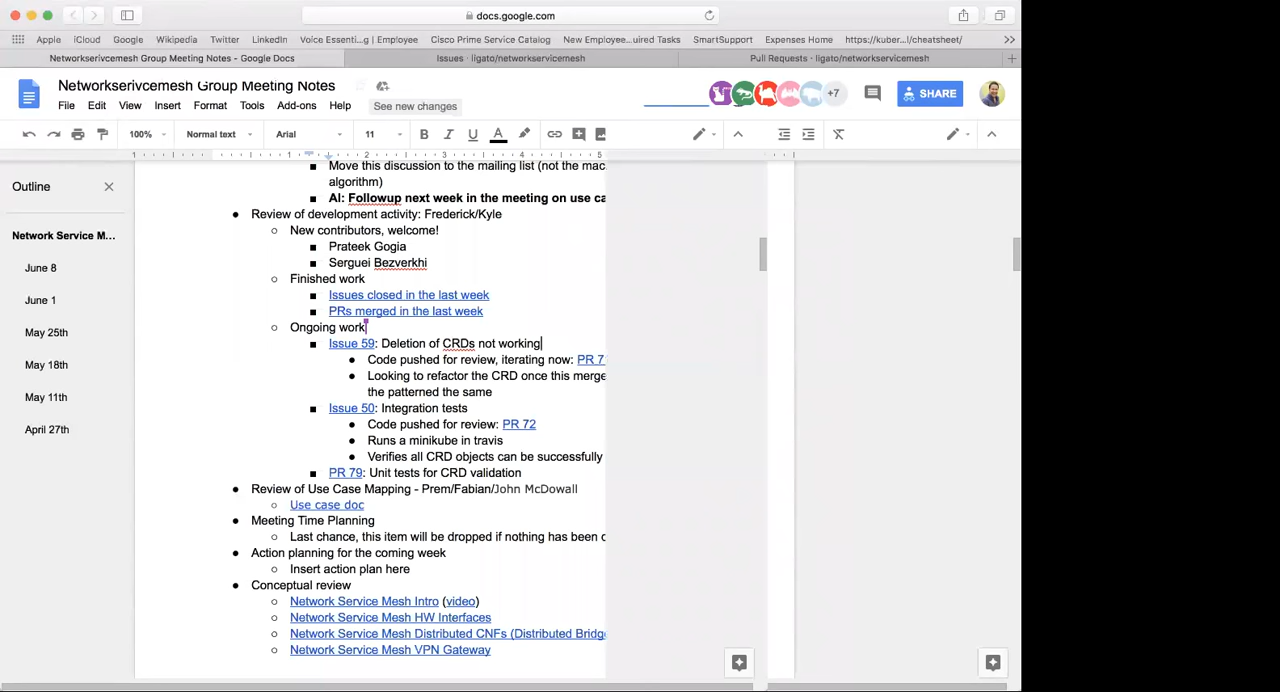 docs.google.com
Apple iCloud Google Wikipedia Twitter LinkedIn Voice Essenti...g | Employee Cisco Prime Service Catalog New Employee...uired Tasks SmartSupport Expenses Home https://kuber...!/cheatsheet/
Networkserivcemesh Group Meeting Notes - Google Docs Issues · ligato/networkservicemesh Pull Requests · ligato/networkservicemesh
Networkserivcemesh Group Meeting Notes
+7 SHARE
File Edit View Insert Format Tools Add-ons Help See new changes
100% Normal text Arial 11 B I U A
1 1 2 3 4 5
Outline
Network Service M...
June 8
June 1
May 25th
May 18th
May 11th
April 27th
Move this discussion to the mailing list (not the mac
algorithm)
AI: Followup next week in the meeting on use ca
Review of development activity: Frederick/Kyle
New contributors, welcome!
Prateek Gogia
Serguei Bezverkhi
Finished work
Issues closed in the last week
PRs merged in the last week
Ongoing work
Issue 59: Deletion of CRDs not working
Code pushed for review, iterating now: PR 7
Looking to refactor the CRD once this merge
the patterned the same
Issue 50: Integration tests
Code pushed for review: PR 72
Runs a minikube in travis
Verifies all CRD objects can be successfully
PR 79: Unit tests for CRD validation
Review of Use Case Mapping - Prem/Fabian/John McDowall
Use case doc
Meeting Time Planning
Last chance, this item will be dropped if nothing has been
Action planning for the coming week
Insert action plan here
Conceptual review
Network Service Mesh Intro (video)
Network Service Mesh HW Interfaces
Network Service Mesh Distributed CNFs (Distributed Bridg
Network Service Mesh VPN Gateway